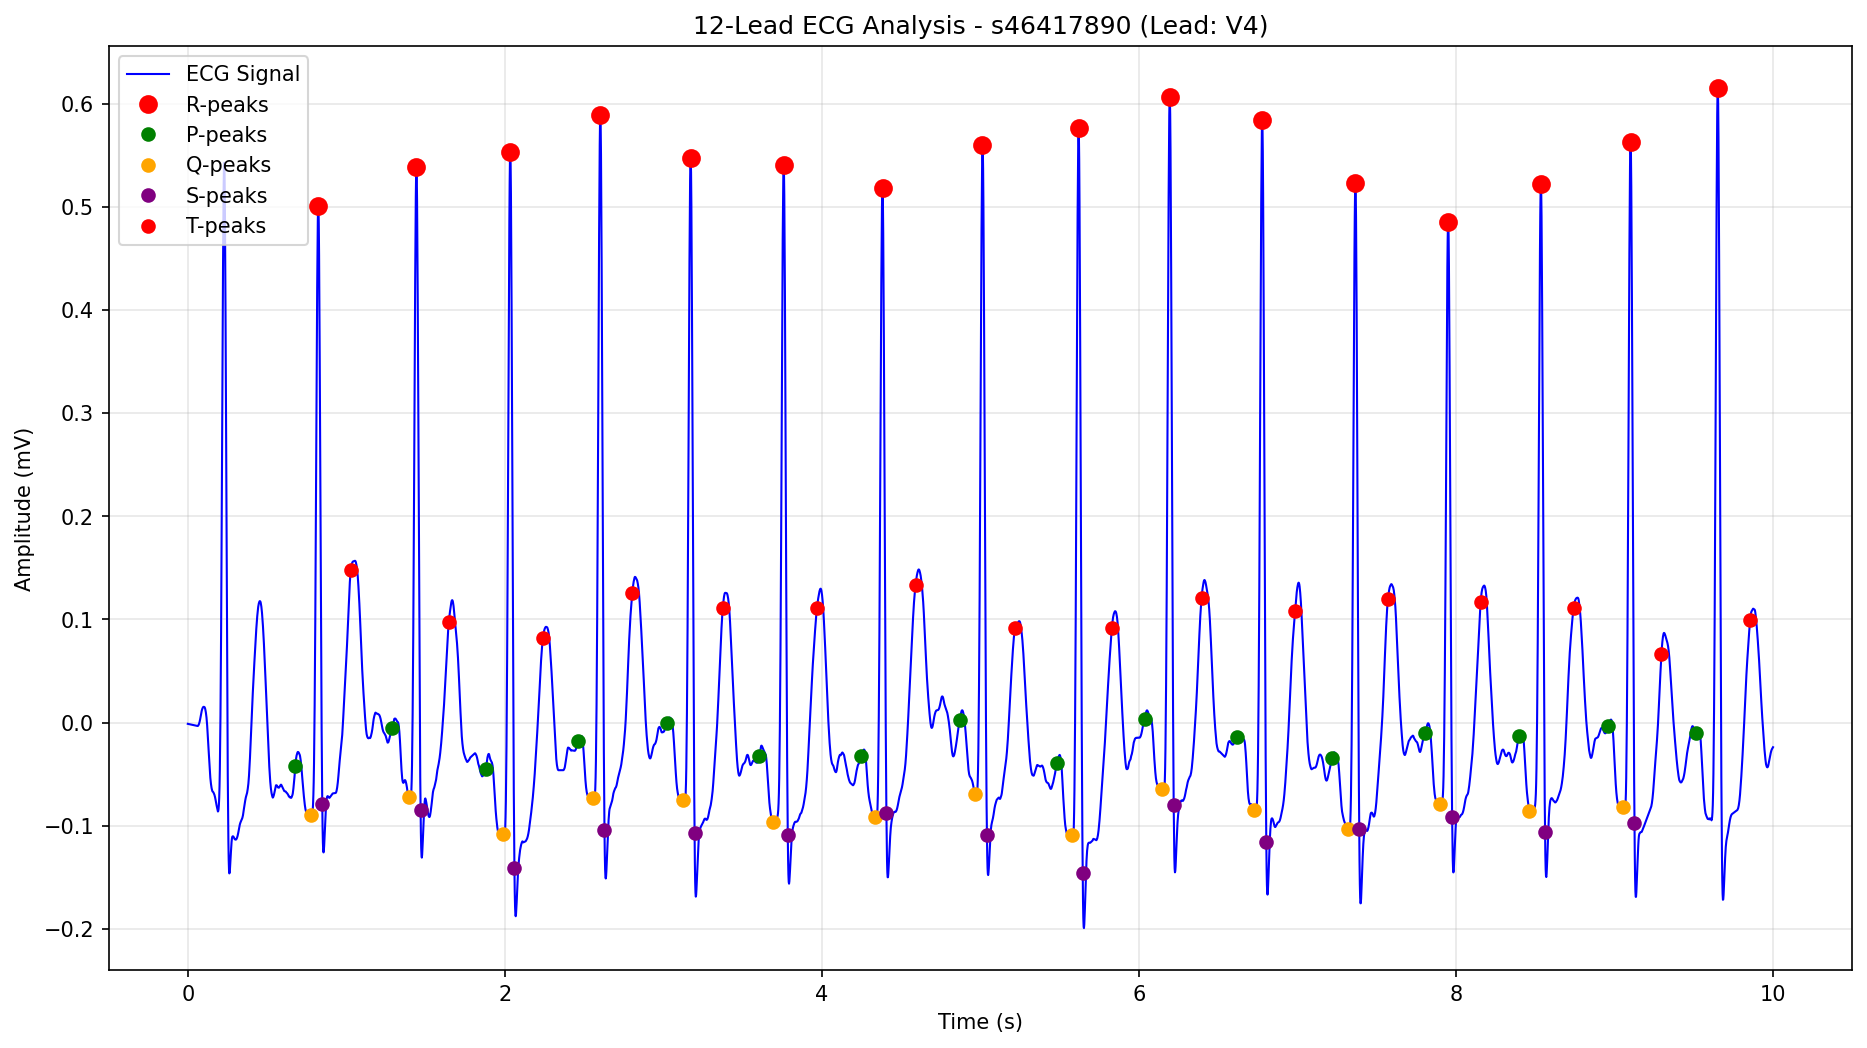 12-Lead ECG Analysis - s46417890 (Lead: V4)
ECG Signal
R-peaks
P-peaks
Q-peaks
S-peaks
T-peaks
Amplitude (mV)
0.6
0.5
0.4
0.3
0.2
0.1
0.0
−0.1
−0.2
0 2 4 6 8 10
Time (s)